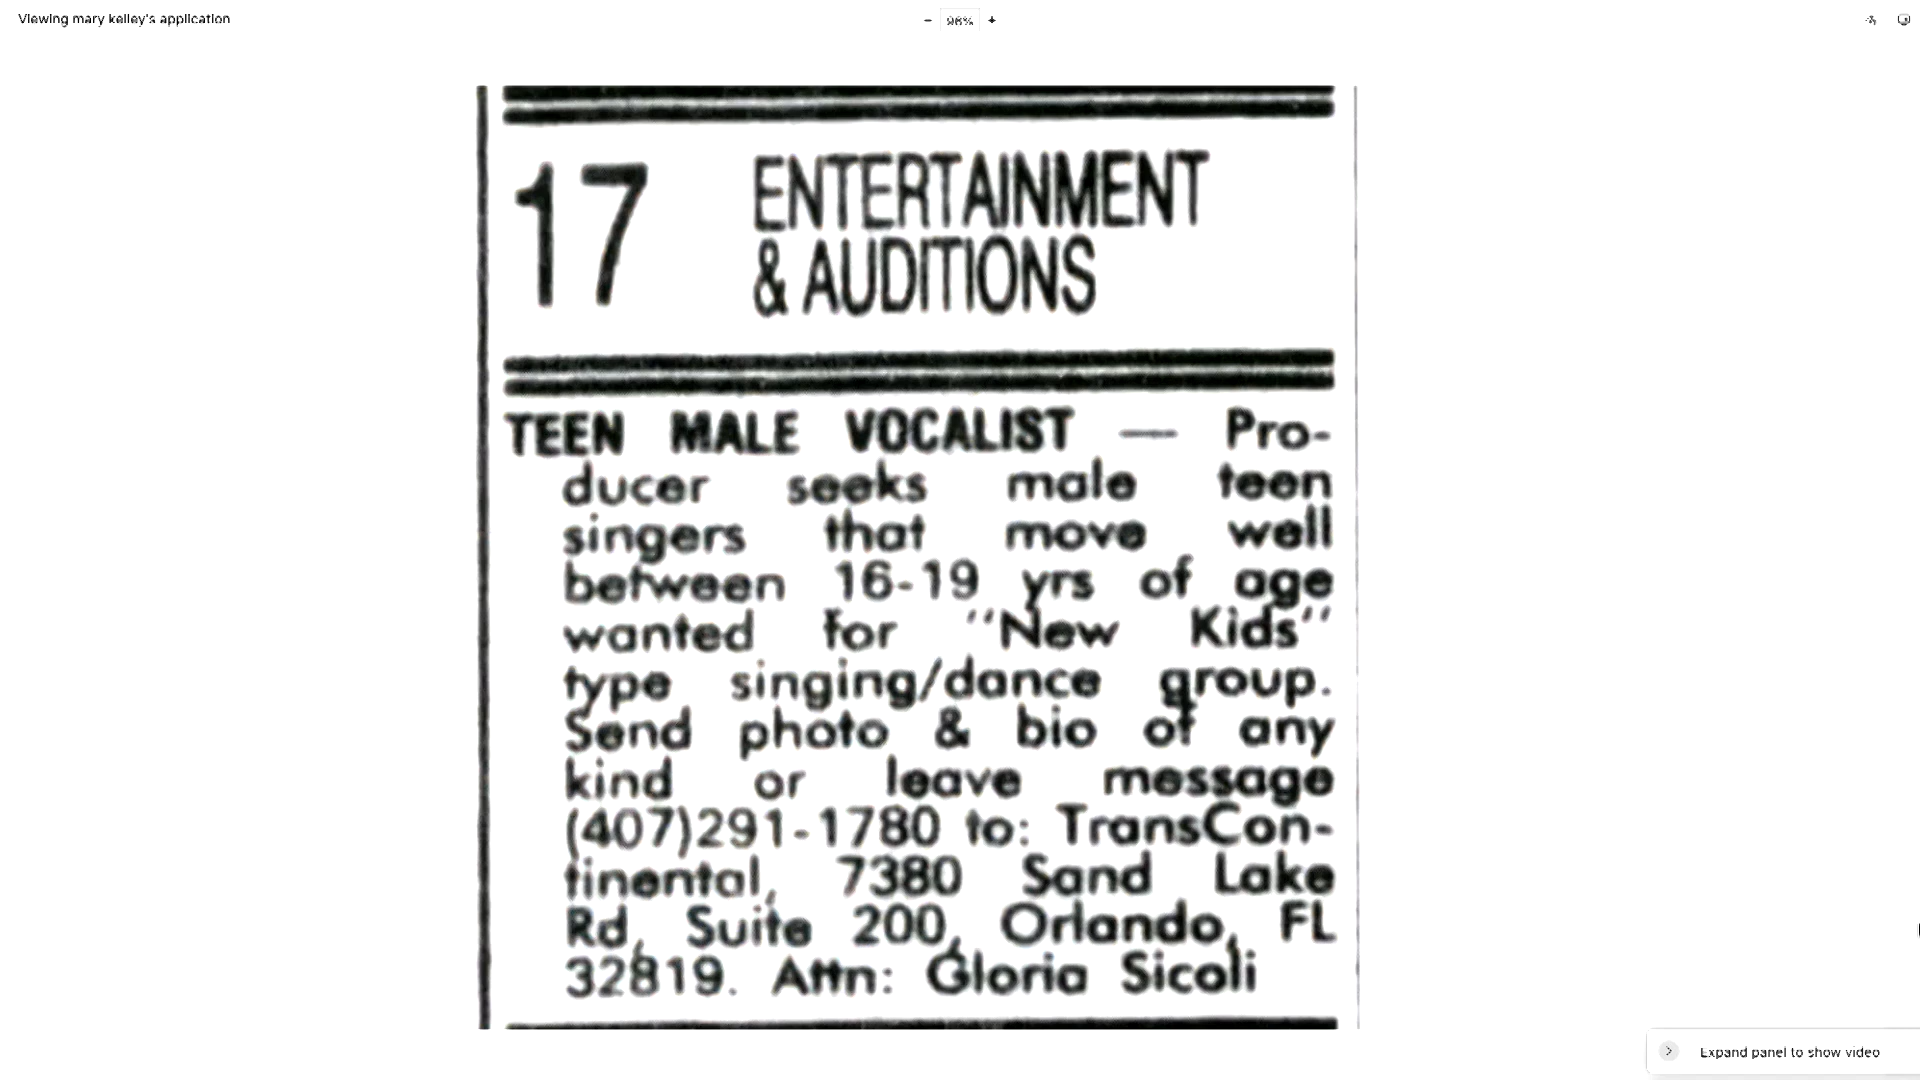 Viewing mary kelley's application
− 96% +
17 ENTERTAINMENT
& AUDITIONS
TEEN MALE VOCALIST — Pro-
ducer seeks male teen
singers that move well
between 16-19 yrs of age
wanted for "New Kids"
type singing/dance group.
Send photo & bio of any
kind or leave message
(407)291-1780 to: TransCon-
tinental, 7380 Sand Lake
Rd, Suite 200, Orlando, FL
32819. Attn: Gloria Sicoli
Expand panel to show video